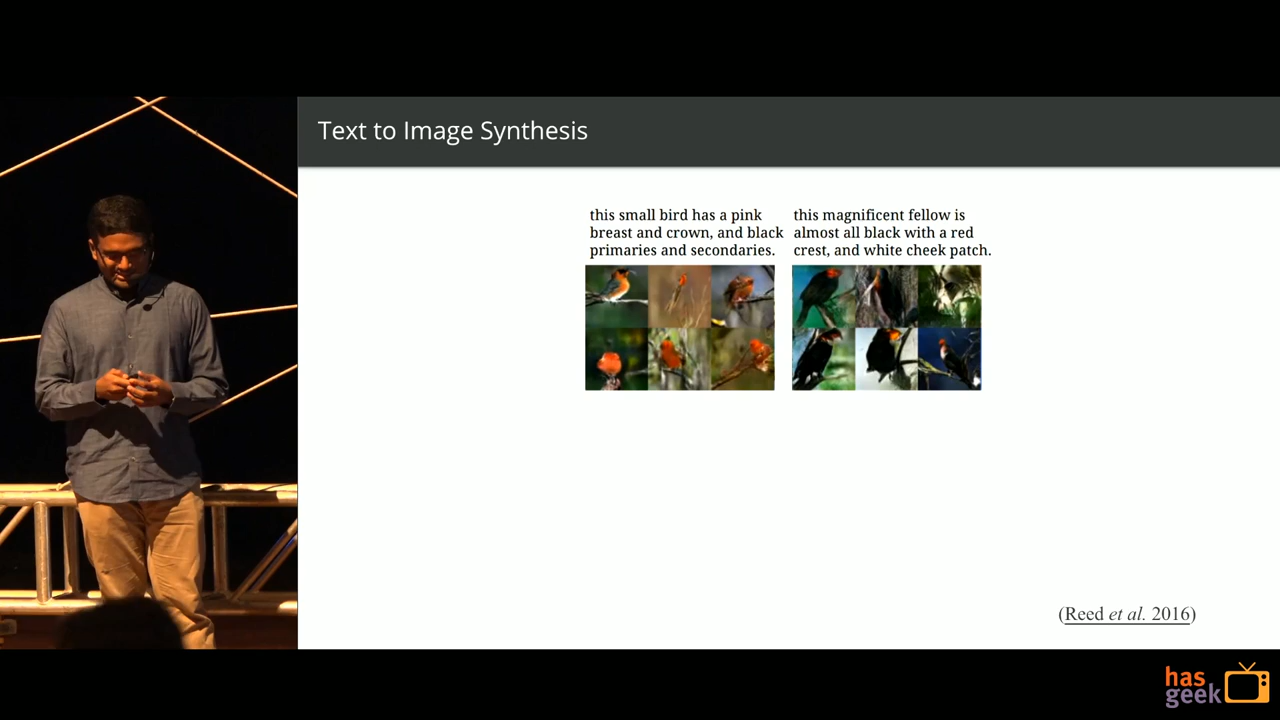 Text to Image Synthesis
this small bird has a pink
breast and crown, and black
primaries and secondaries.
this magnificent fellow is
almost all black with a red
crest, and white cheek patch.
(Reed et al. 2016)
has
geek